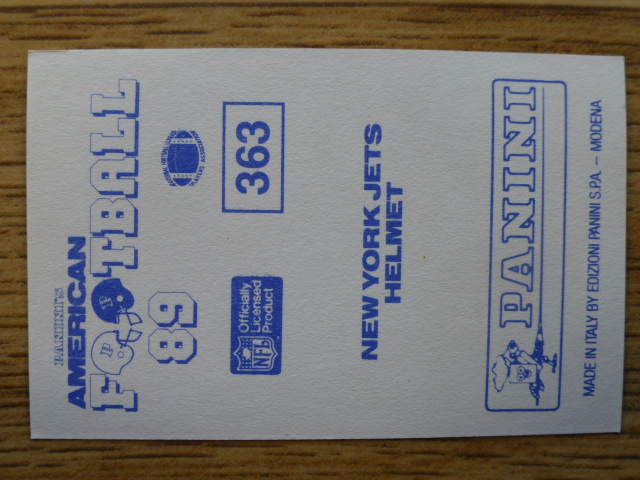 PANINI'S
AMERICAN
FOOTBALL
89
NFL
Officially
Licensed
Product
363
NEW YORK JETS
HELMET
PANINI
MADE IN ITALY BY EDIZIONI PANINI S.P.A. – MODENA